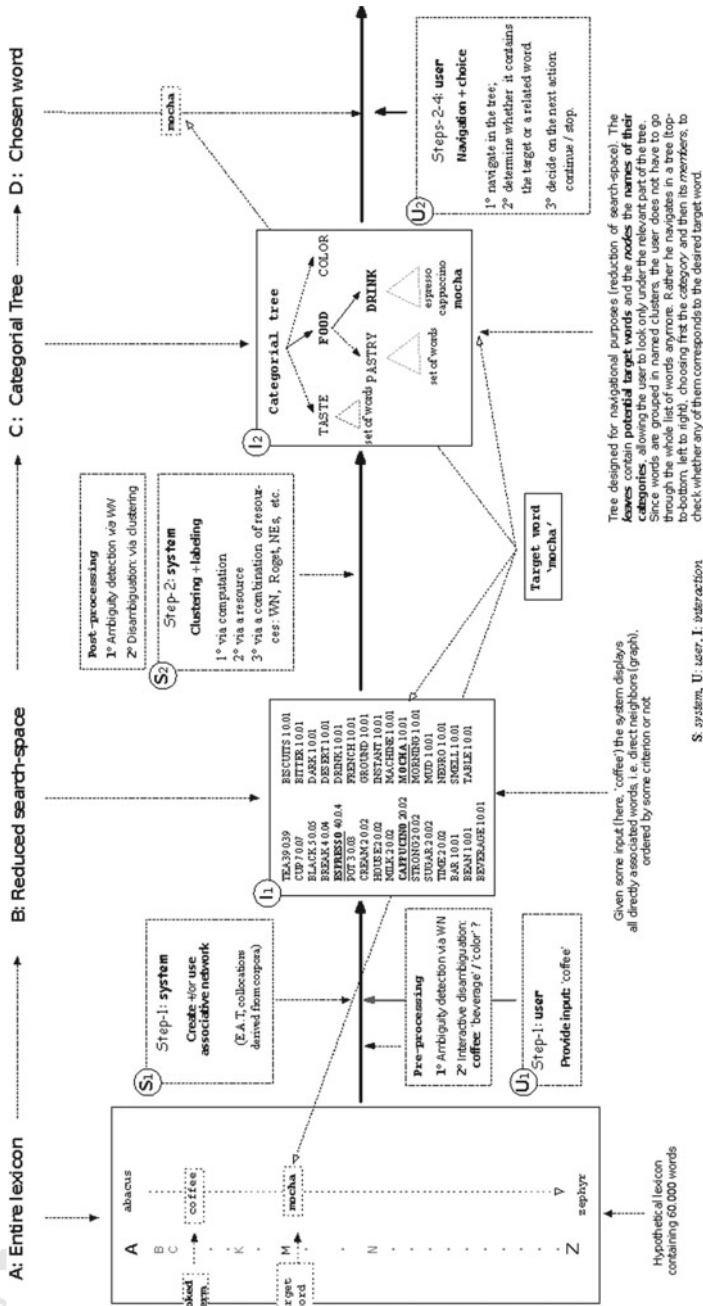 A: Entire lexicon
B: Reduced search-space
C: Categorial Tree
D: Chosen word
A
B
C
K
M
N
Z
abacus
coffee
mocha
zephyr
Hypothetical lexicon
containing 60.000 words
S1
Step-1: system
Create +/or use
associative network
(E.A.T, collocations
derived from corpora)
Pre-processing
1° Ambiguity detection via WN
2° Interactive disambiguation:
coffee: 'beverage' / 'color' ?
U1
Step-1: user
Provide input: 'coffee'
I1
TEA 39 0.39
CUP 7 0.07
BLACK 5 0.05
BREAK 4 0.04
ESPRESSO 4 0.0.4
POT 3 0.03
CREAM 2 0.02
HOUSE 2 0.02
MILK 2 0.02
CAPPUCINO 2 0.02
STRONG 2 0.02
SUGAR 2 0.02
TIME 2 0.02
BAR 1 0.01
BEAN 1 0.01
BEVERAGE 1 0.01
BISCUITS 1 0.01
BITTER 1 0.01
DARK 1 0.01
DESERT 1 0.01
DRINK 1 0.01
FRENCH 1 0.01
GROUND 1 0.01
INSTANT 1 0.01
MACHINE 1 0.01
MOCHA 1 0.01
MORNING 1 0.01
MUD 1 0.01
NEGRO 1 0.01
SMELL 1 0.01
TABLE 1 0.01
Given some input (here, 'coffee') the system displays
all directly associated words, i.e. direct neighbors (graph),
ordered by some criterion or not
Post-processing
1° Ambiguity detection via WN
2° Disambiguation: via clustering
S2
Step-2: system
Clustering + labeling
1° via computation
2° via a resource
3° via a combination of resour-
ces: WN, Roget, NEs, etc.
Target word
'mocha'
I2
Categorial tree
TASTE
FOOD
COLOR
set of words
PASTRY
DRINK
set of words
espresso
cappuccino
mocha
mocha
U2
Steps-2-4: user
Navigation + choice
1° navigate in the tree;
2° determine whether it contains
the target or a related word.
3° decide on the next action:
continue / stop.
Tree designed for navigational purposes (reduction of search-space). The
leaves contain potential target words and the nodes the names of their
categories, allowing the user to look only under the relevant part of the tree.
Since words are grouped in named clusters, the user does not have to go
through the whole list of words anymore. Rather he navigates in a tree (top-
to-bottom, left to right), choosing first the category and then its members, to
check whether any of them corresponds to the desired target word.
S: system, U: user, I: interaction